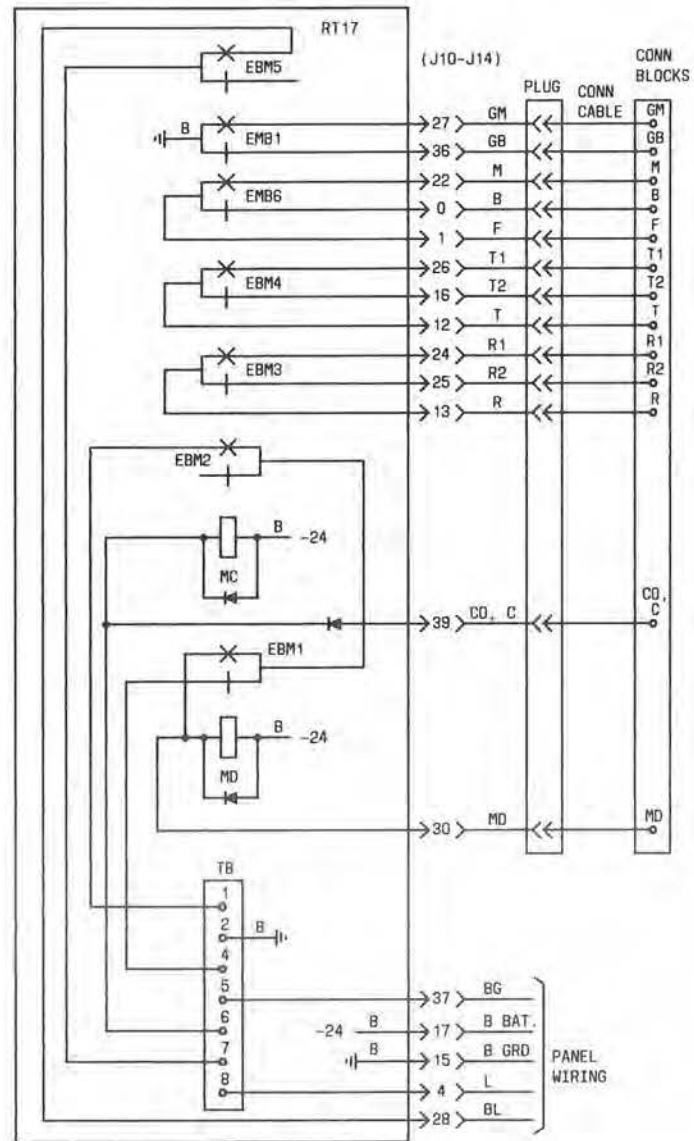 RT17
(J10-J14)
PLUG
CONN CABLE
CONN BLOCKS
EBM5
B EMB1 27 GM GM
36 GB GB
EMB6 22 M M
0 B B
1 F F
EBM4 26 T1 T1
16 T2 T2
12 T T
EBM3 24 R1 R1
25 R2 R2
13 R R
EBM2
B -24
MC
39 CO, C CO, C
EBM1
B -24
MD
30 MD MD
TB
1
2 B
4
5 37 BG
6 -24 B 17 B BAT.
7 B 15 B GRD
8 4 L
28 BL
PANEL WIRING